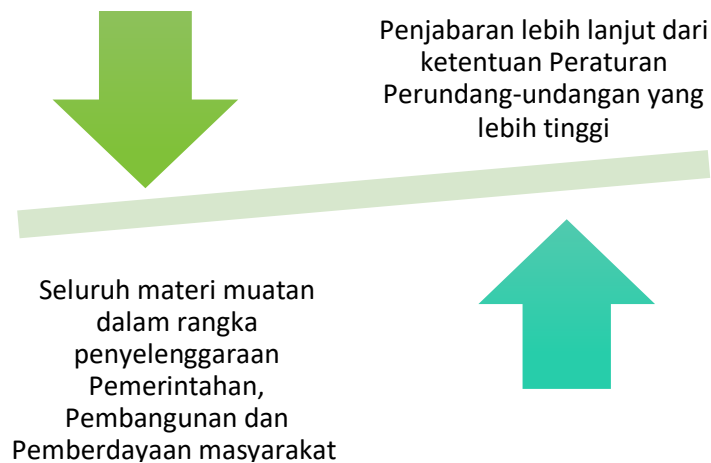 Penjabaran lebih lanjut dari
ketentuan Peraturan
Perundang-undangan yang
lebih tinggi
Seluruh materi muatan
dalam rangka
penyelenggaraan
Pemerintahan,
Pembangunan dan
Pemberdayaan masyarakat